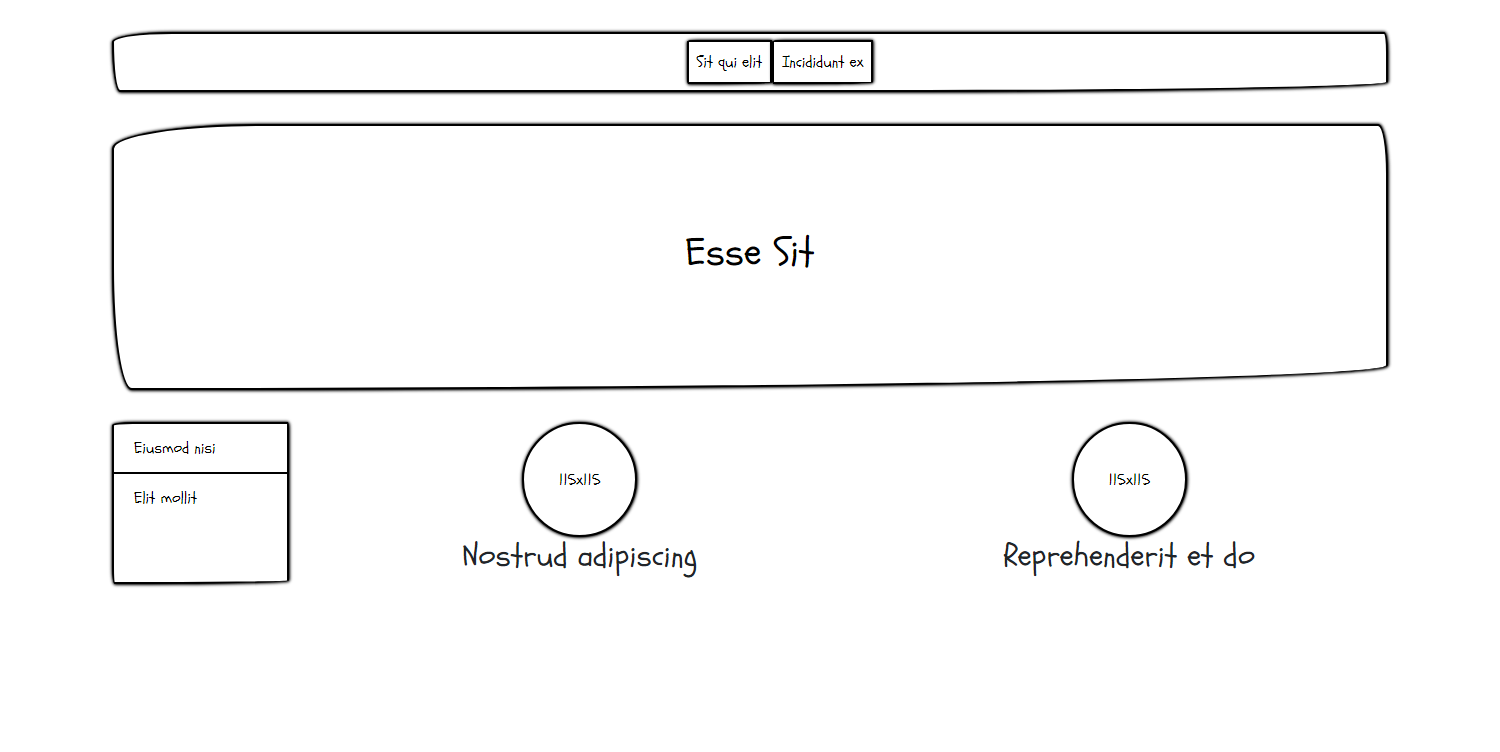 Sit qui elit Incididunt ex
Esse Sit
Eiusmod nisi
Elit mollit
115x115
Nostrud adipiscing
115x115
Reprehenderit et do